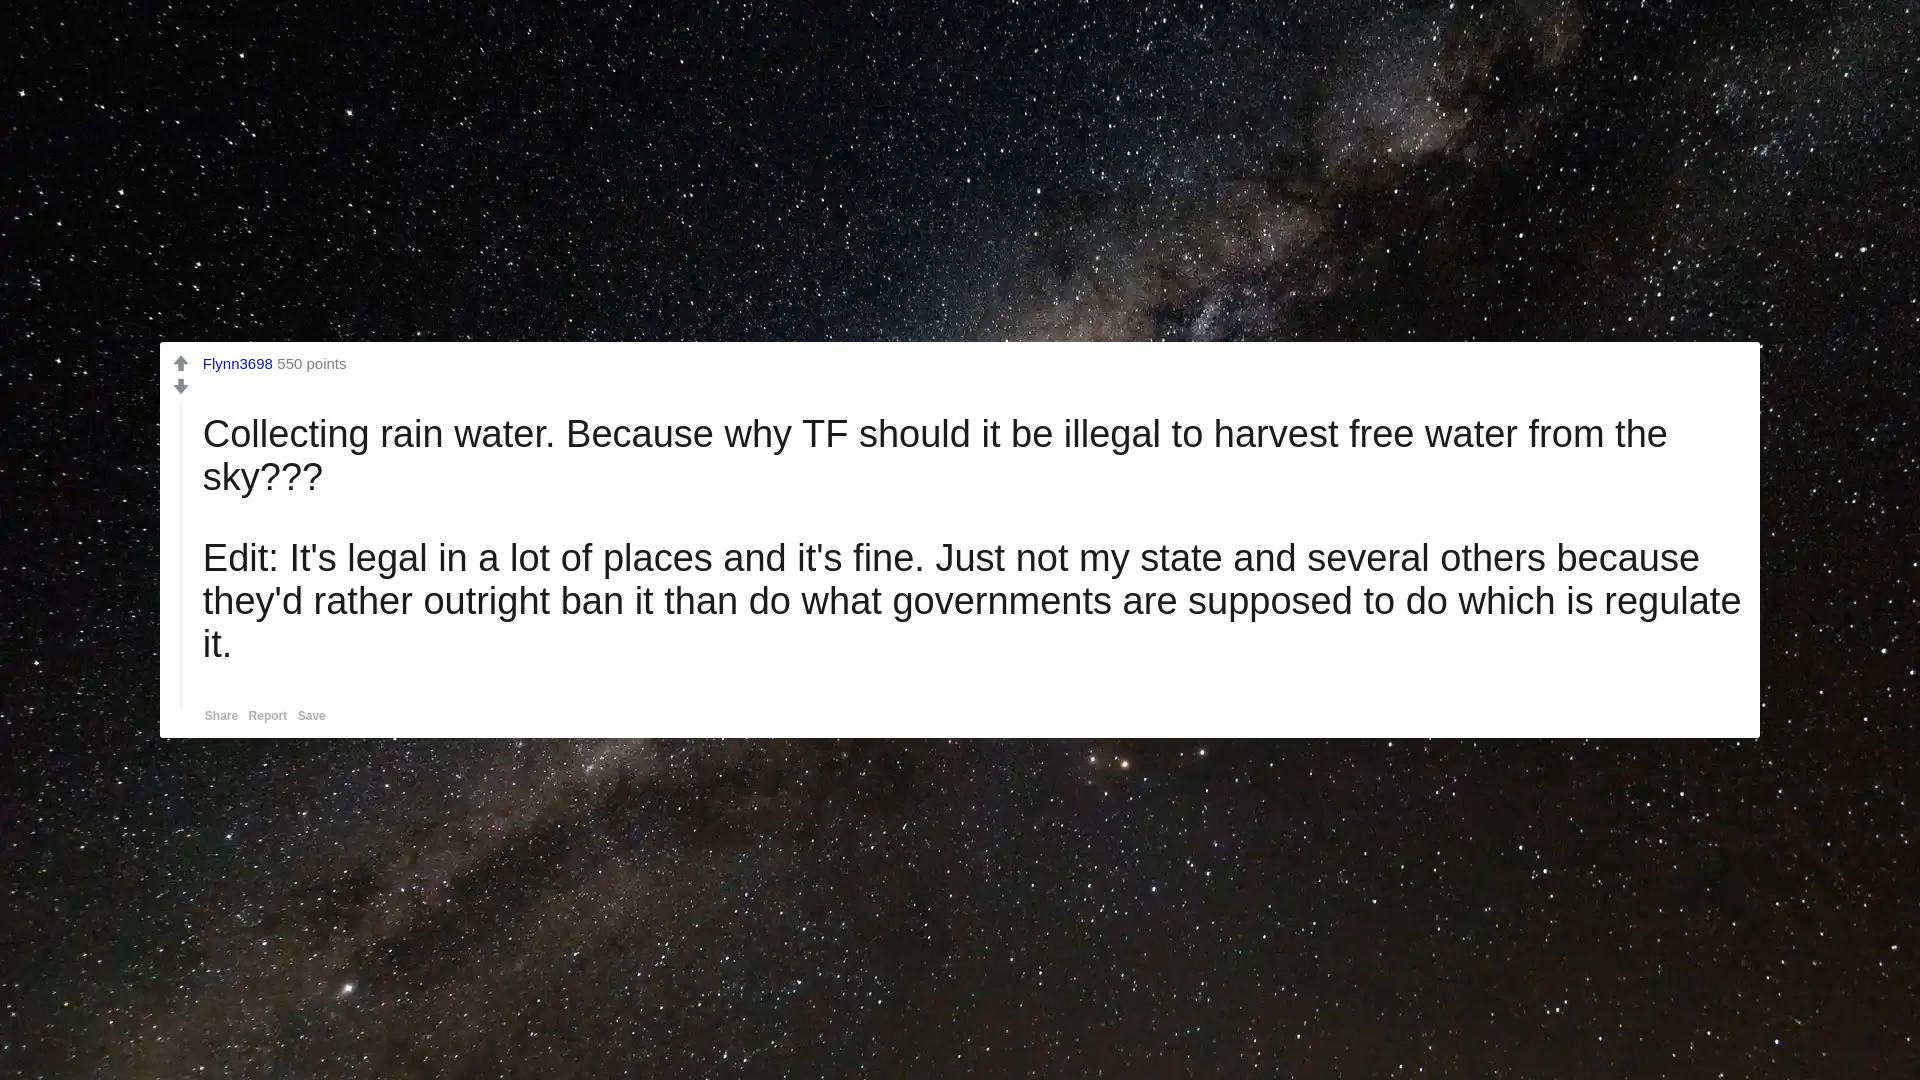 Flynn3698 550 points
Collecting rain water. Because why TF should it be illegal to harvest free water from the
sky???
Edit: It's legal in a lot of places and it's fine. Just not my state and several others because
they'd rather outright ban it than do what governments are supposed to do which is regulate
it.
Share Report Save